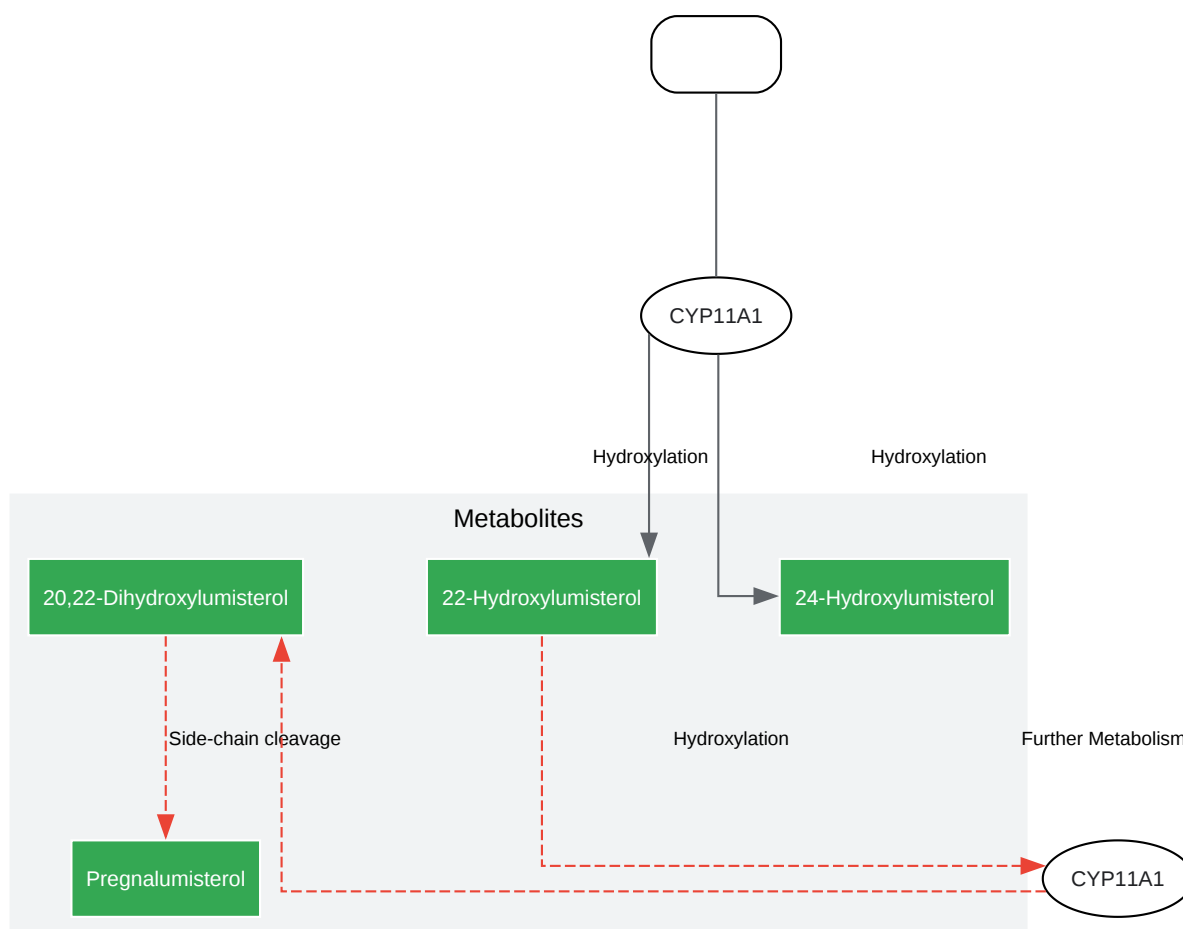 CYP11A1
Hydroxylation
Hydroxylation
Metabolites
20,22-Dihydroxylumisterol
22-Hydroxylumisterol
24-Hydroxylumisterol
Side-chain cleavage
Hydroxylation
Further Metabolism
Pregnalumisterol
CYP11A1